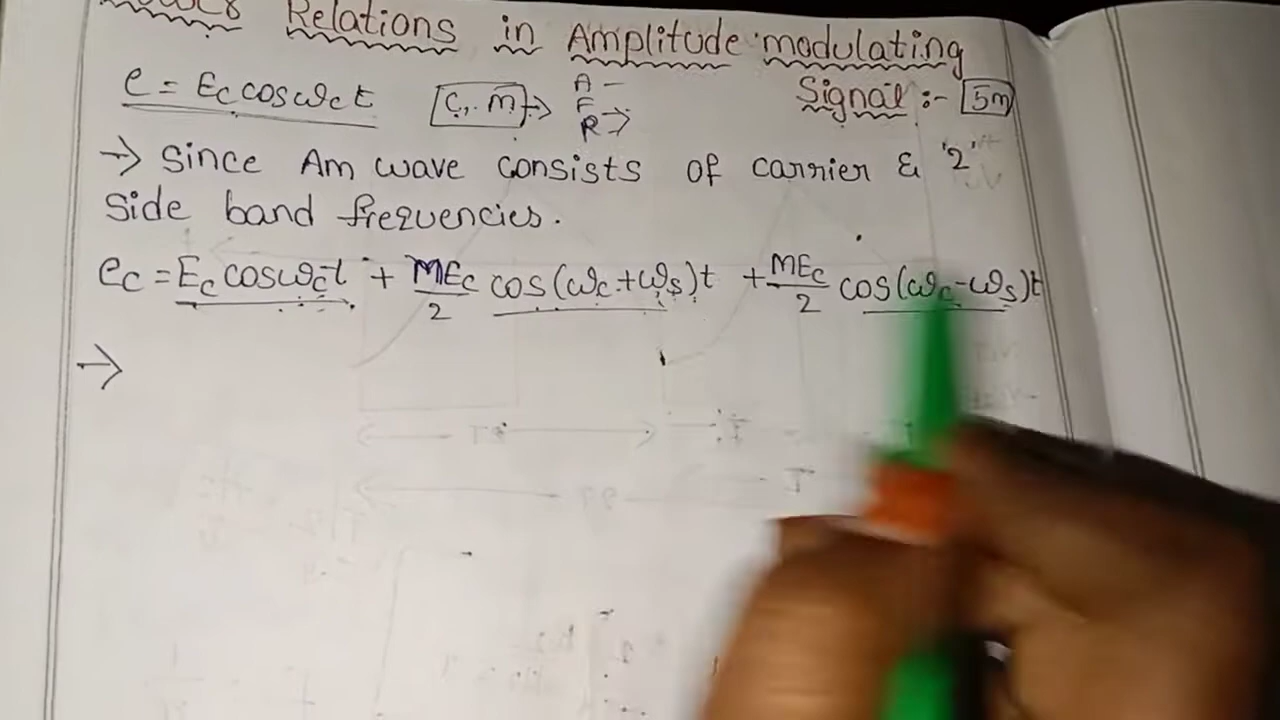 Relations in Amplitude modulating
Signal :- 5m
e = Ec cosωct [C, m]→ A -
F
R →
→ Since Am wave consists of carrier & '2'
Side band frequencies.
ec = Ec cosωct + MEc/2 cos(ωc+ωs)t + MEc/2 cos(ωc-ωs)t
→